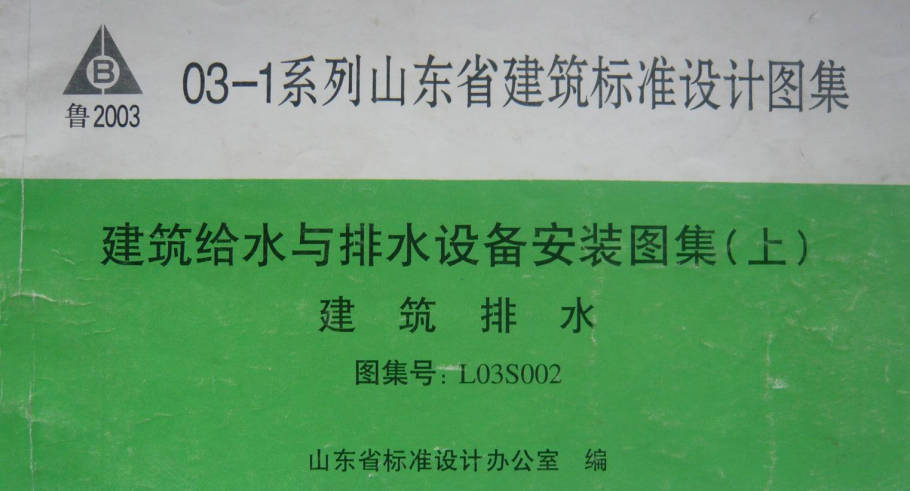 B
鲁2003
03-1系列山东省建筑标准设计图集
建筑给水与排水设备安装图集(上)
建 筑 排 水
图集号: L03S002
山东省标准设计办公室 编